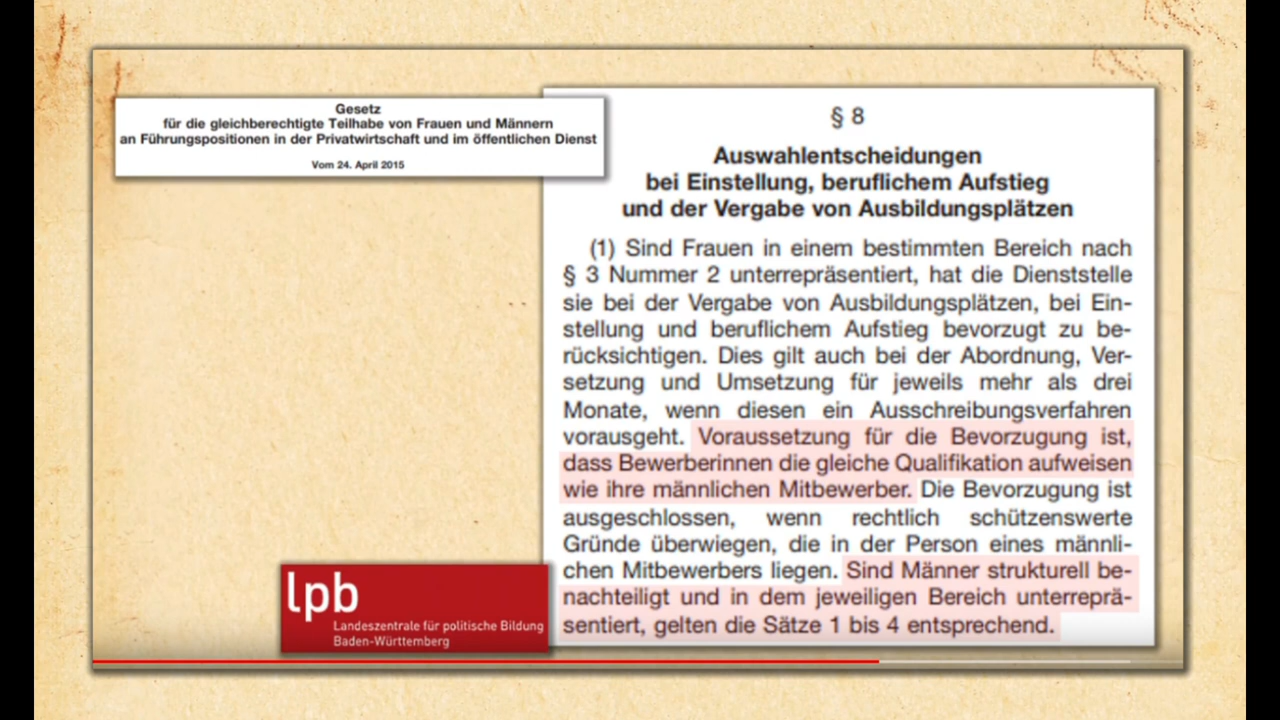 Gesetz
für die gleichberechtigte Teilhabe von Frauen und Männern
an Führungspositionen in der Privatwirtschaft und im öffentlichen Dienst
Vom 24. April 2015
§ 8
Auswahlentscheidungen
bei Einstellung, beruflichem Aufstieg
und der Vergabe von Ausbildungsplätzen
(1) Sind Frauen in einem bestimmten Bereich nach
§ 3 Nummer 2 unterrepräsentiert, hat die Dienststelle
sie bei der Vergabe von Ausbildungsplätzen, bei Ein-
stellung und beruflichem Aufstieg bevorzugt zu be-
rücksichtigen. Dies gilt auch bei der Abordnung, Ver-
setzung und Umsetzung für jeweils mehr als drei
Monate, wenn diesen ein Ausschreibungsverfahren
vorausgeht. Voraussetzung für die Bevorzugung ist,
dass Bewerberinnen die gleiche Qualifikation aufweisen
wie ihre männlichen Mitbewerber. Die Bevorzugung ist
ausgeschlossen, wenn rechtlich schützenswerte
Gründe überwiegen, die in der Person eines männli-
chen Mitbewerbers liegen. Sind Männer strukturell be-
nachteiligt und in dem jeweiligen Bereich unterreprä-
sentiert, gelten die Sätze 1 bis 4 entsprechend.
lpb
Landeszentrale für politische Bildung
Baden-Württemberg